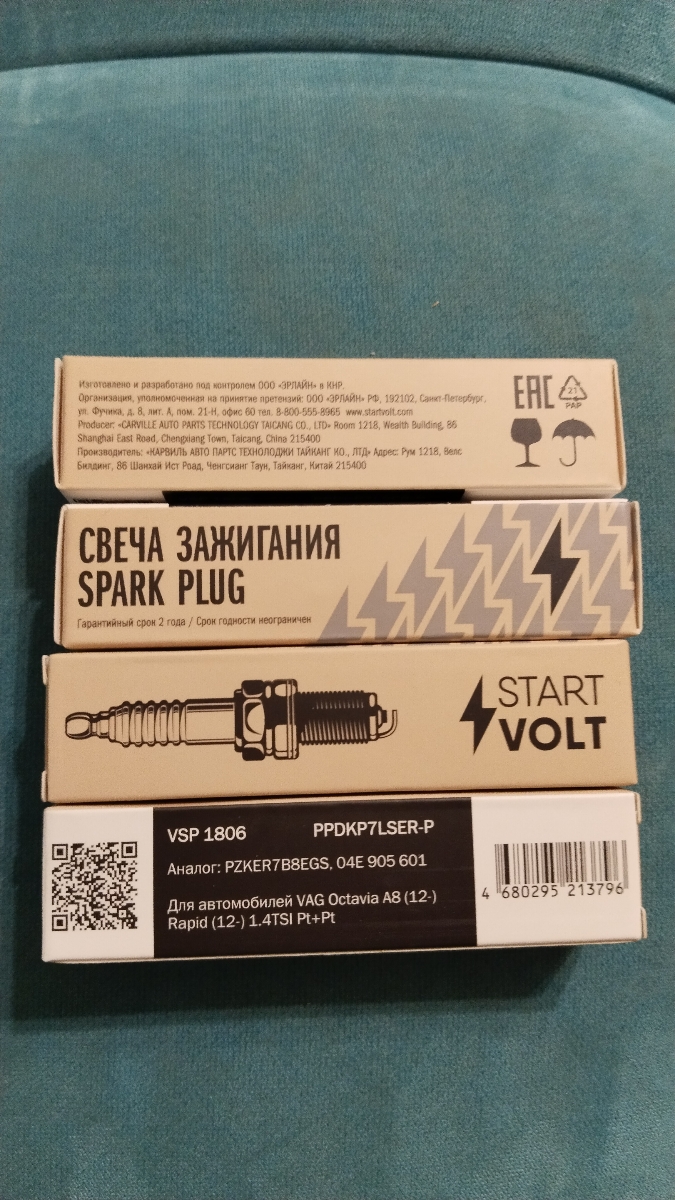 Изготовлено и разработано под контролем ООО «ЭРЛАЙН» в КНР.
Организация, уполномоченная на принятие претензий: ООО «ЭРЛАЙН» РФ, 192102, Санкт-Петербург,
ул. Фучика, д. 8, лит. А, пом. 21-Н, офис 60 тел. 8-800-555-8965 www.startvolt.com
Producer: «CARVILLE AUTO PARTS TECHNOLOGY TAICANG CO., LTD» Room 1218, Wealth Building, 86
Shanghai East Road, Chengxiang Town, Taicang, China 215400
Производитель: «КАРВИЛЬ АВТО ПАРТС ТЕХНОЛОДЖИ ТАЙКАНГ КО., ЛТД» Адрес: Рум 1218, Велс
Билдинг, 86 Шанхай Ист Роад, Ченгсианг Таун, Тайканг, Китай 215400
EAC
21
PAP
СВЕЧА ЗАЖИГАНИЯ
SPARK PLUG
Гарантийный срок 2 года / Срок годности неограничен
START
VOLT
VSP 1806 PPDKP7LSER-P
Аналог: PZKER7B8EGS, 04E 905 601
Для автомобилей VAG Octavia A8 (12-)
Rapid (12-) 1.4TSI Pt+Pt
4 680295 213796